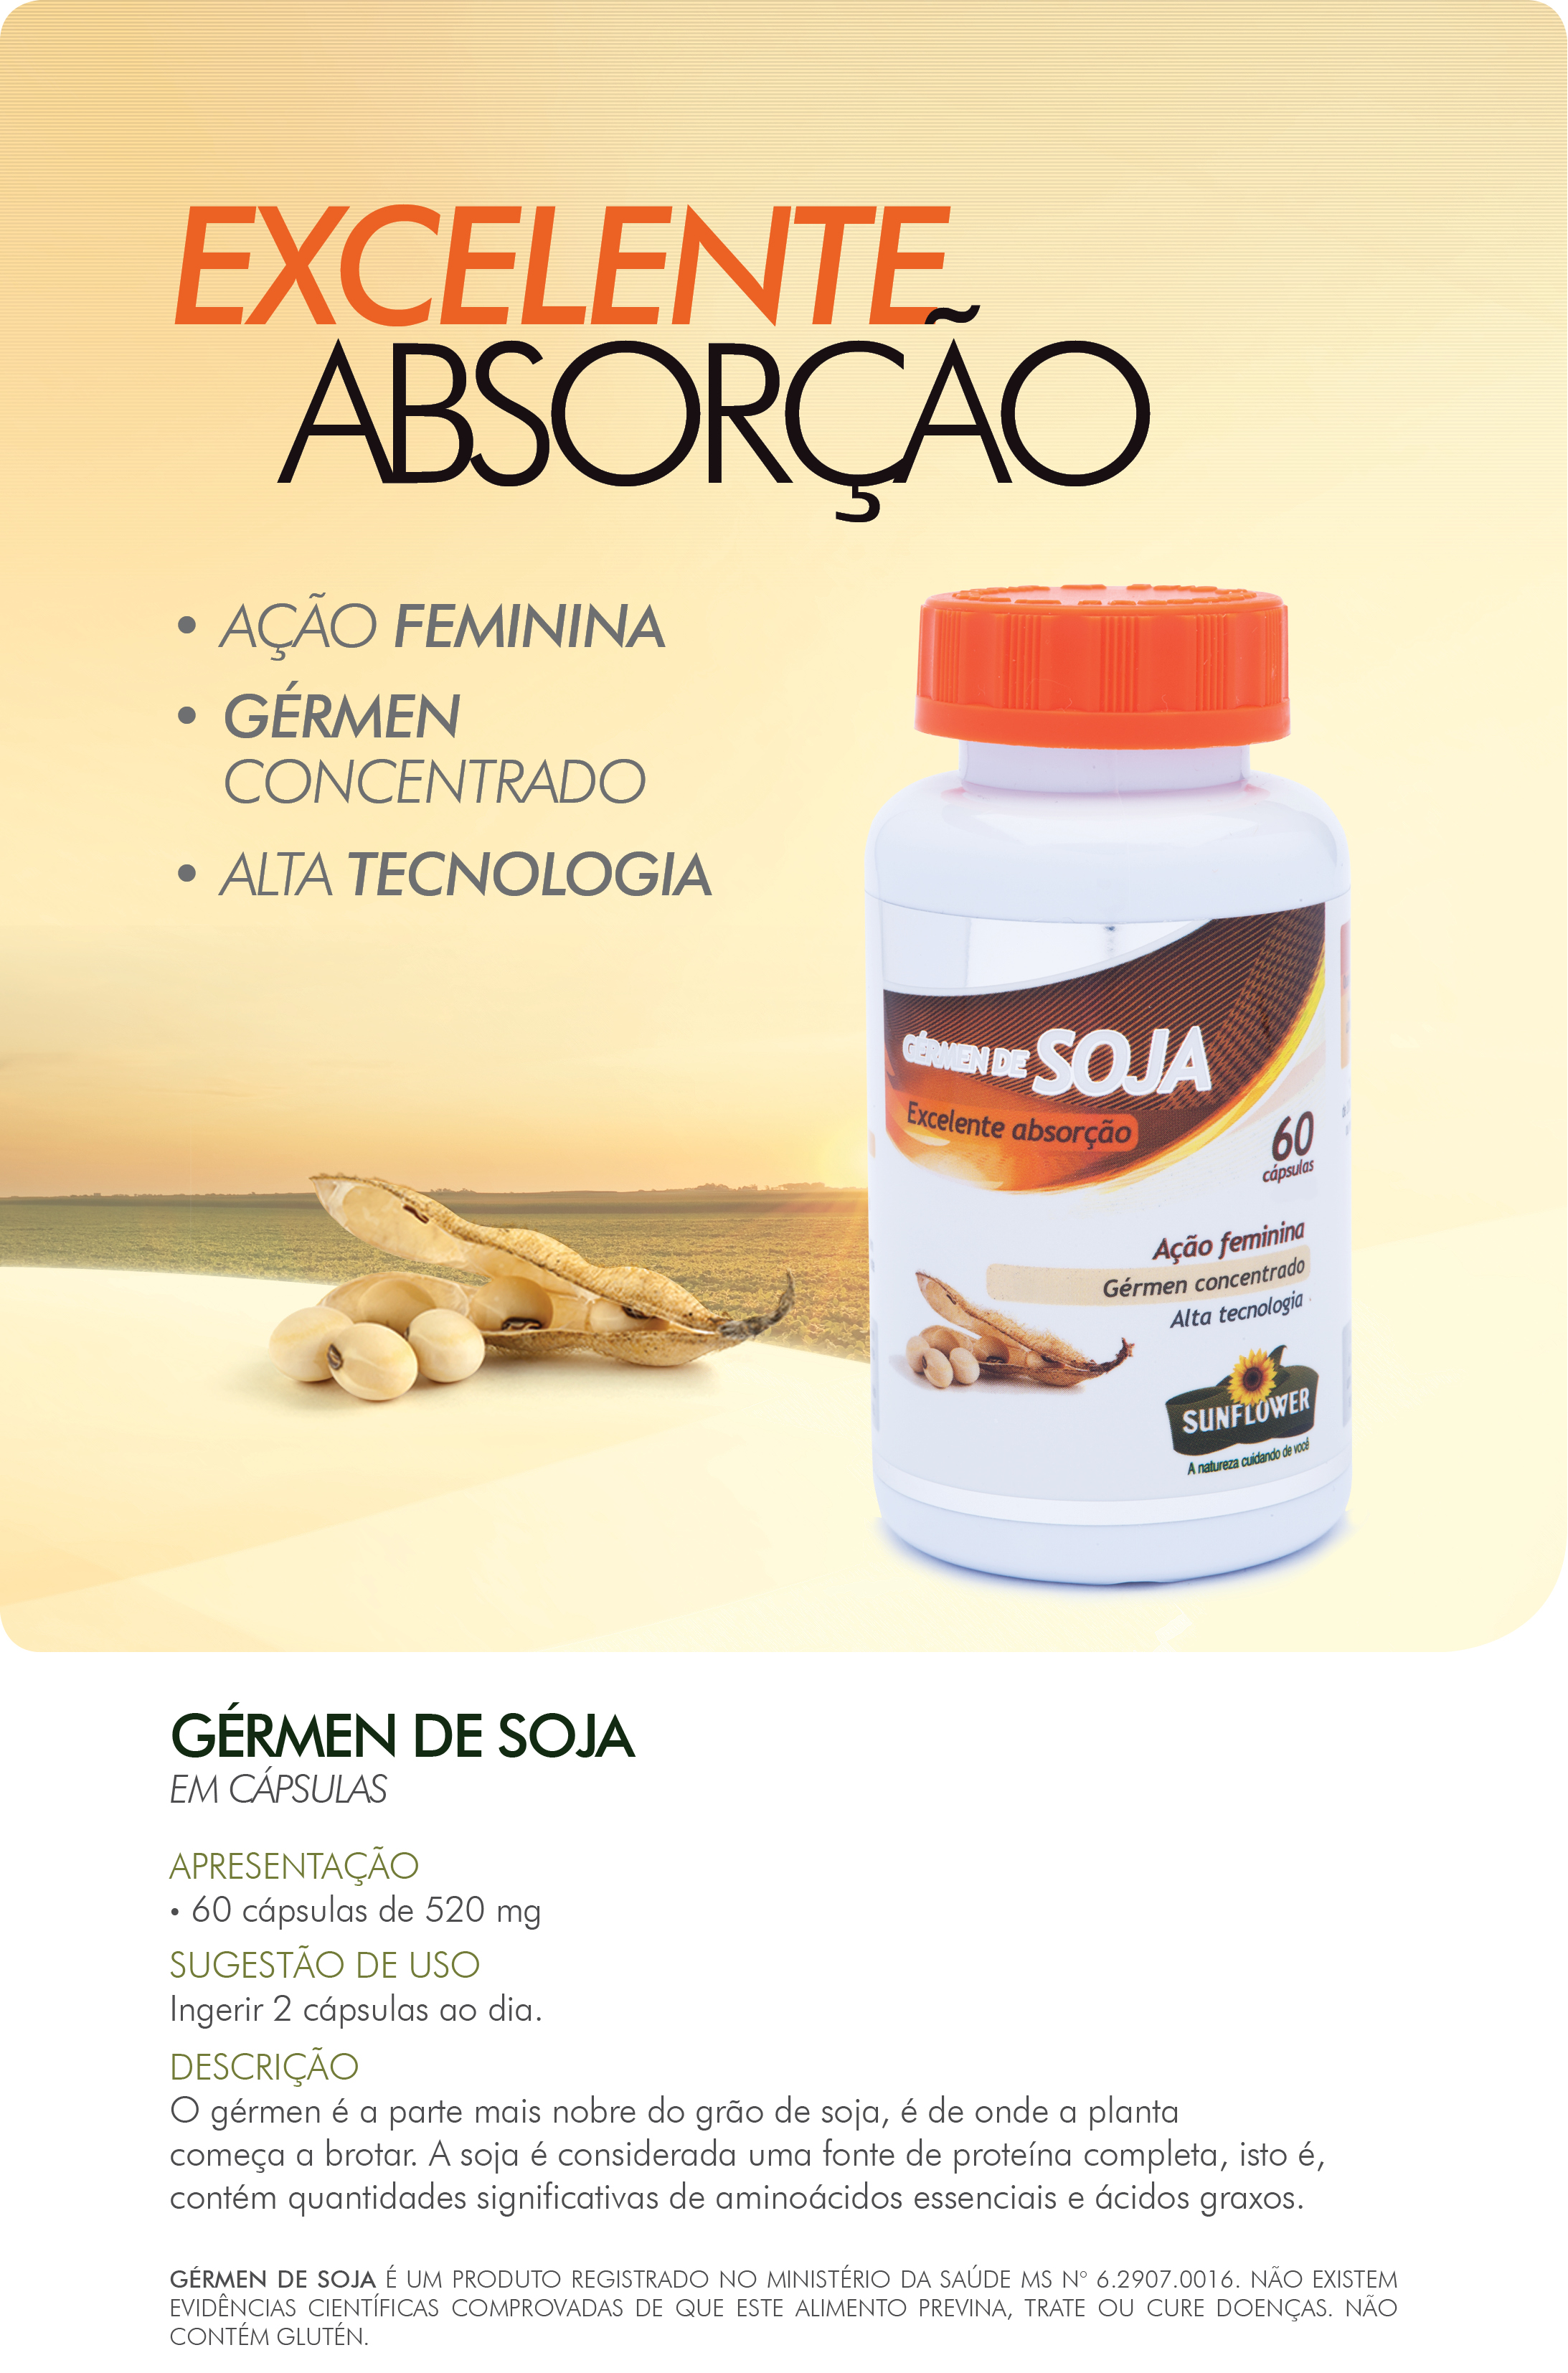 EXCELENTE
ABSORÇÃO
• AÇÃO FEMININA
• GÉRMEN
CONCENTRADO
• ALTA TECNOLOGIA
GÉRMEN DE SOJA
Excelente absorção
60
cápsulas
Ação feminina
Gérmen concentrado
Alta tecnologia
SUNFLOWER
A natureza cuidando de você
GÉRMEN DE SOJA
EM CÁPSULAS
APRESENTAÇÃO
• 60 cápsulas de 520 mg
SUGESTÃO DE USO
Ingerir 2 cápsulas ao dia.
DESCRIÇÃO
O gérmen é a parte mais nobre do grão de soja, é de onde a planta
começa a brotar. A soja é considerada uma fonte de proteína completa, isto é,
contém quantidades significativas de aminoácidos essenciais e ácidos graxos.
GÉRMEN DE SOJA É UM PRODUTO REGISTRADO NO MINISTÉRIO DA SAÚDE MS N° 6.2907.0016. NÃO EXISTEM
EVIDÊNCIAS CIENTÍFICAS COMPROVADAS DE QUE ESTE ALIMENTO PREVINA, TRATE OU CURE DOENÇAS. NÃO
CONTÉM GLUTÉN.